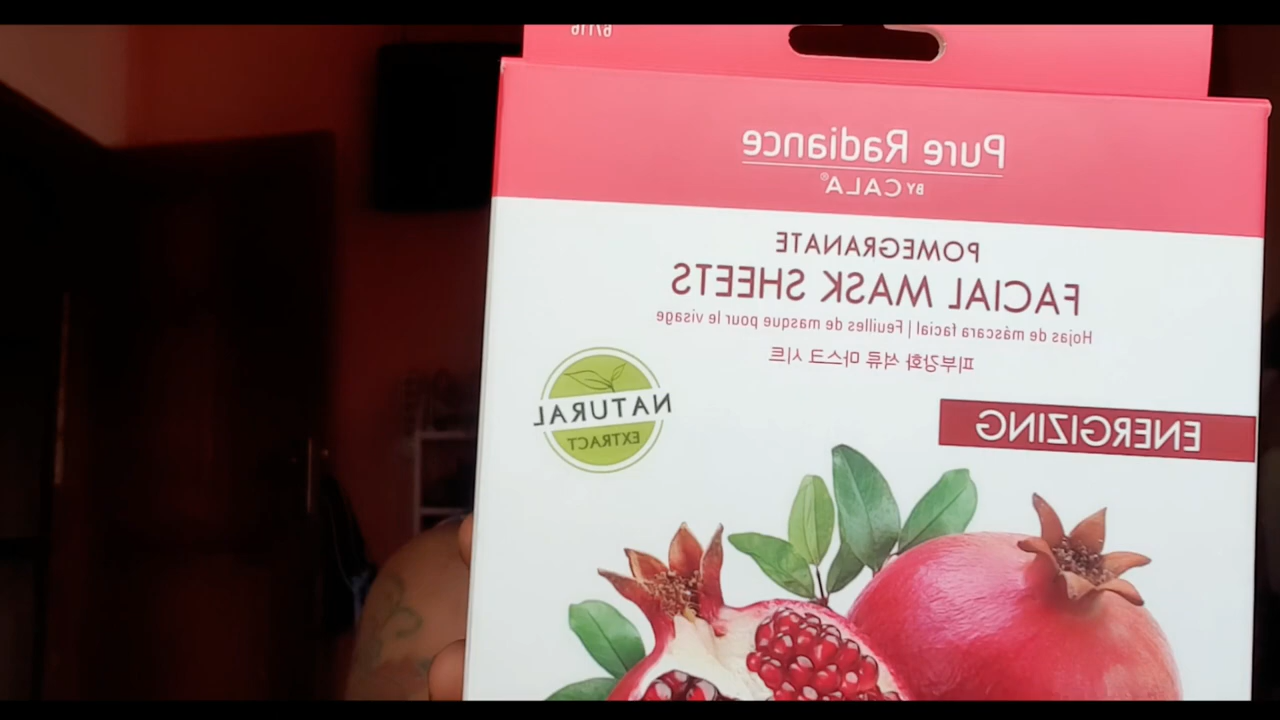 67116
Pure Radiance
BY CALA®
POMEGRANATE
FACIAL MASK SHEETS
Hojas de máscara facial | Feuilles de masque pour le visage
피부강화 석류 마스크 시트
NATURAL
EXTRACT
ENERGIZING